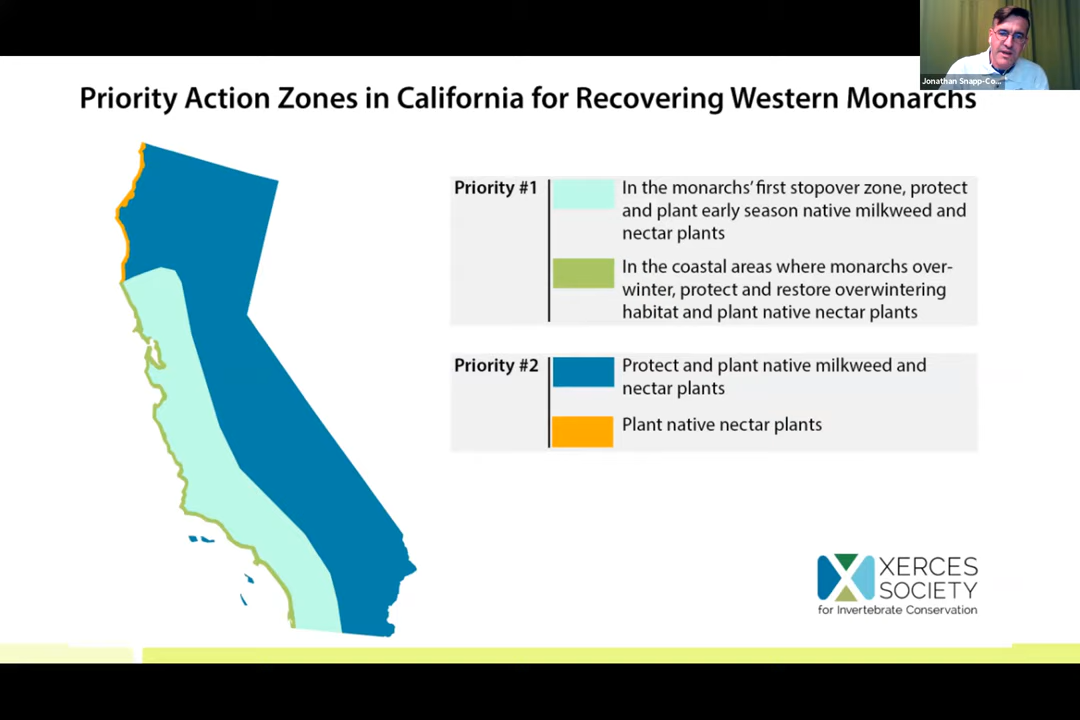 Jonathan Snapp-Co...
Priority Action Zones in California for Recovering Western Monarchs
Priority #1
In the monarchs' first stopover zone, protect
and plant early season native milkweed and
nectar plants
In the coastal areas where monarchs over-
winter, protect and restore overwintering
habitat and plant native nectar plants
Priority #2
Protect and plant native milkweed and
nectar plants
Plant native nectar plants
XERCES
SOCIETY
for Invertebrate Conservation